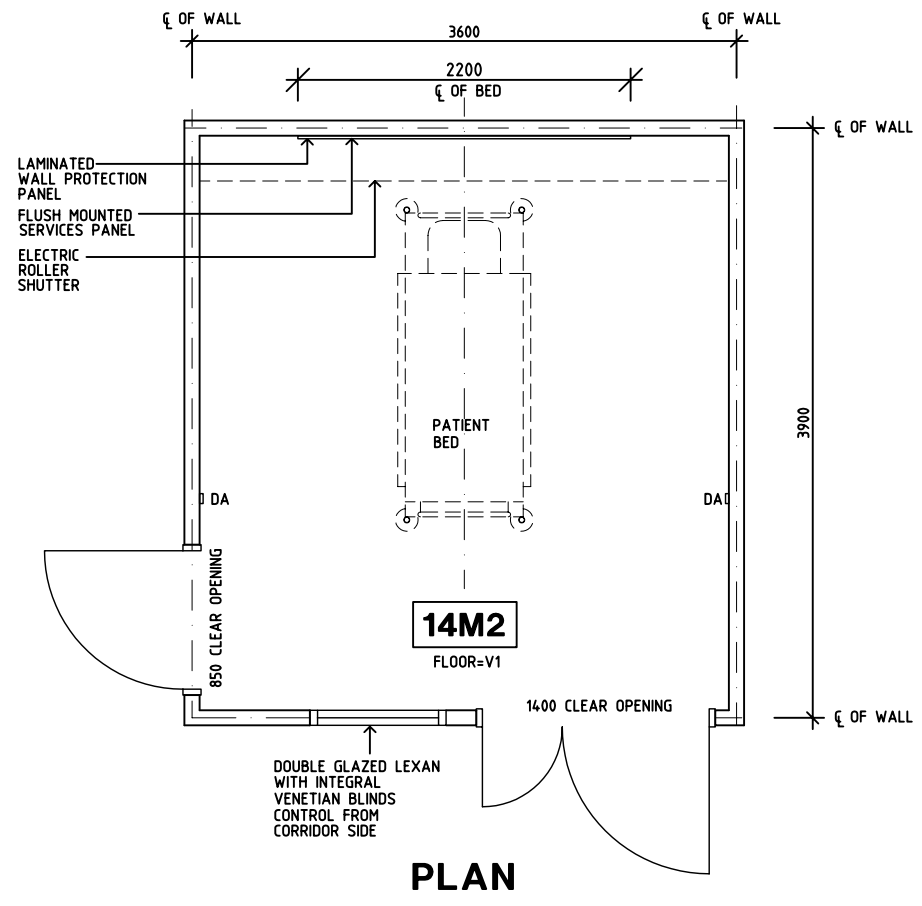 ℄ OF WALL
℄ OF WALL
3600
2200
℄ OF BED
℄ OF WALL
LAMINATED
WALL PROTECTION
PANEL
FLUSH MOUNTED
SERVICES PANEL
ELECTRIC
ROLLER
SHUTTER
3900
PATIENT
BED
DA
DA
850 CLEAR OPENING
14M2
FLOOR=V1
1400 CLEAR OPENING
℄ OF WALL
DOUBLE GLAZED LEXAN
WITH INTEGRAL
VENETIAN BLINDS
CONTROL FROM
CORRIDOR SIDE
PLAN